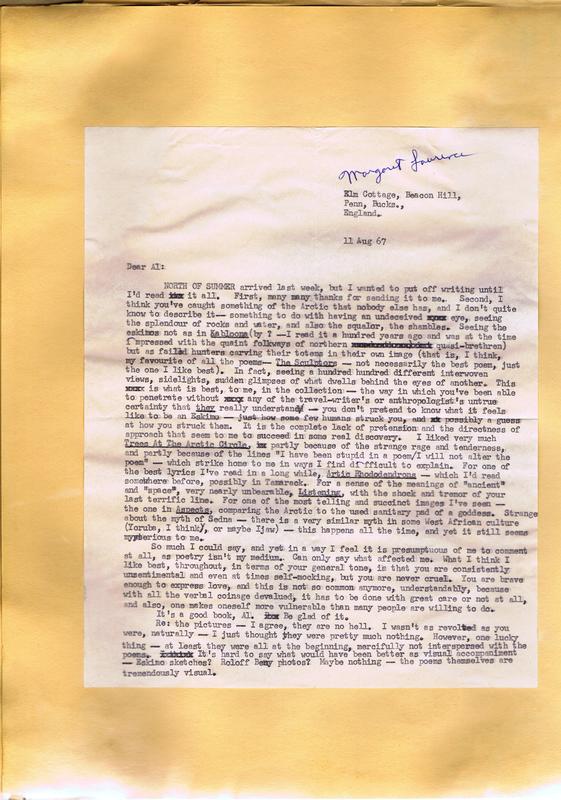 Margaret Laurence
Elm Cottage, Beacon Hill,
Penn, Bucks.,
England.
11 Aug 67
Dear Al:
NORTH OF SUMMER arrived last week, but I wanted to put off writing until
I'd read it all. First, many many thanks for sending it to me. Second, I
think you've caught something of the Arctic that nobody else has, and I don't quite
know to describe it— something to do with having an undeceived eye, seeing
the splendour of rocks and water, and also the squalor, the shambles. Seeing the
eskimos not as in Kabloona(by ? —I read it a hundred years ago and was at the time
impressed with the quaint folkways of northern quasi-brethren)
but as failed hunters carving their totems in their own image (that is, I think,
my favourite of all the poems— The Sculptors — not necessarily the best poem, just
the one I like best). In fact, seeing a hundred hundred different interwoven
views, sidelights, sudden glimpses of what dwells behind the eyes of another. This
is what is best, to me, in the collection — the way in which you've been able
to penetrate without any of the travel-writer's or anthropologist's untrue
certainty that they really understand — you don't pretend to know what it feels
like to be an Eskimo — just how some few humans struck you, and possibly a guess
at how you struck them. It is the complete lack of pretension and the directness of
approach that seem to me to succeed in some real discovery. I liked very much
Trees At The Arctic Circle, partly because of the strange rage and tenderness,
and partly because of the lines "I have been stupid in a poem/I will not alter the
poem" — which strike home to me in ways I find difficult to explain. For one of
the best lyrics I've read in a long while, Artic Rhododendrons — which I'd read
somewhere before, possibly in Tamarack. For a sense of the meanings of "ancient"
and "space", very nearly unbearable, Listening, with the shock and tremor of your
last terrific line. For one of the most telling and succinct images I've seen —
the one in Aspects, comparing the Arctic to the used sanitary pad of a goddess. Strange
about the myth of Sedna — there is a very similar myth in some West African culture
(Yoruba, I think, or maybe Ijaw) — this happens all the time, and yet it still seems
mysterious to me.
So much I could say, and yet in a way I feel it is presumptuous of me to comment
at all, as poetry isn't my medium. Can only say what affected me. What I think I
like best, throughout, in terms of your general tone, is that you are consistently
unsentimental and even at times self-mocking, but you are never cruel. You are brave
enough to express love, and this is not so common anymore, understandably, because
with all the verbal coinage devalued, it has to be done with great care or not at all,
and also, one makes oneself more vulnerable than many people are willing to do.
It's a good book, Al. Be glad of it.
Re: the pictures — I agree, they are no hell. I wasn't as revolted as you
were, naturally — I just thought they were pretty much nothing. However, one lucky
thing — at least they were all at the beginning, mercifully not interspersed with the
poems. It's hard to say what would have been better as visual accompaniment
— Eskimo sketches? Roloff Beny photos? Maybe nothing — the poems themselves are
tremendously visual.